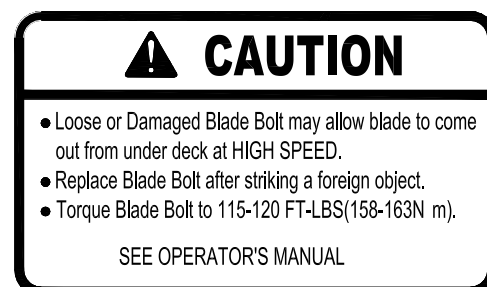 CAUTION
● Loose or Damaged Blade Bolt may allow blade to come
out from under deck at HIGH SPEED.
● Replace Blade Bolt after striking a foreign object.
● Torque Blade Bolt to 115-120 FT-LBS(158-163N m).
SEE OPERATOR'S MANUAL